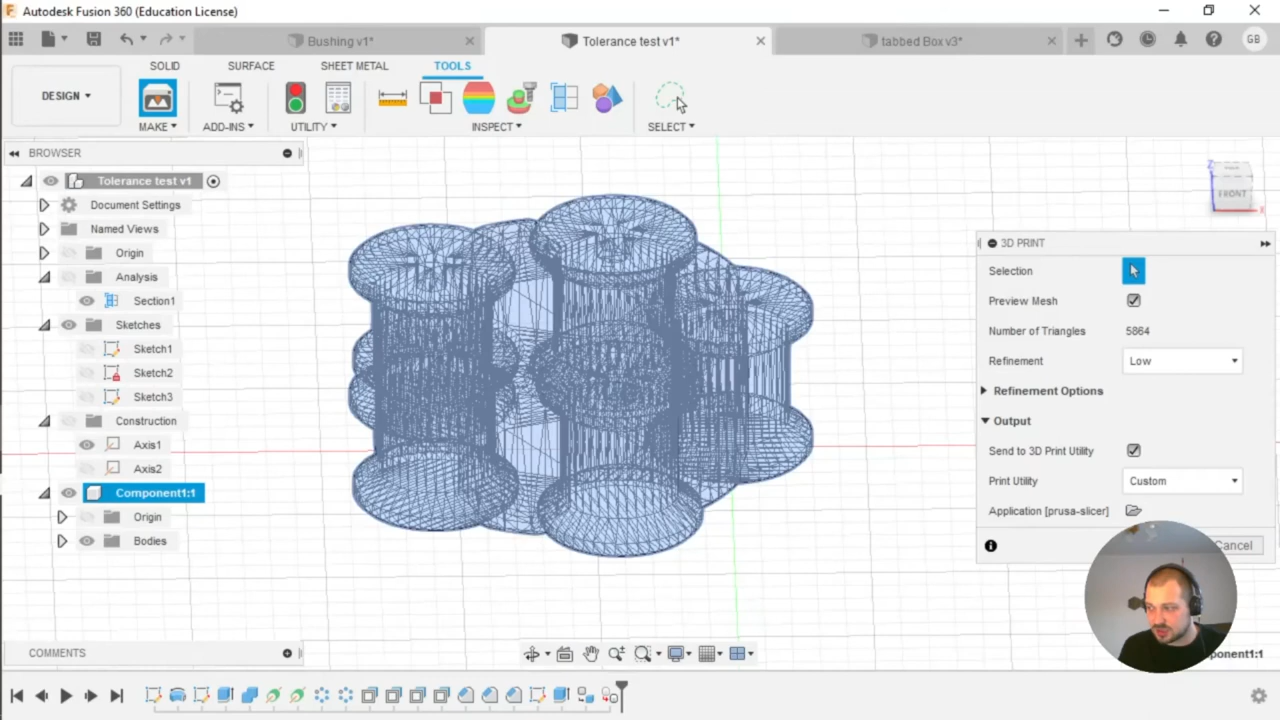 Autodesk Fusion 360 (Education License)
Bushing v1*
Tolerance test v1*
tabbed Box v3*
GB
SOLID
SURFACE
SHEET METAL
TOOLS
DESIGN
MAKE
ADD-INS
UTILITY
INSPECT
SELECT
BROWSER
Tolerance test v1
Document Settings
Named Views
Origin
Analysis
Section1
Sketches
Sketch1
Sketch2
Sketch3
Construction
Axis1
Axis2
Component1:1
Origin
Bodies
Z
FRONT
X
3D PRINT
Selection
Preview Mesh
Number of Triangles 5864
Refinement Low
Refinement Options
Output
Send to 3D Print Utility
Print Utility Custom
Application [prusa-slicer]
Cancel
COMMENTS
ponent1:1